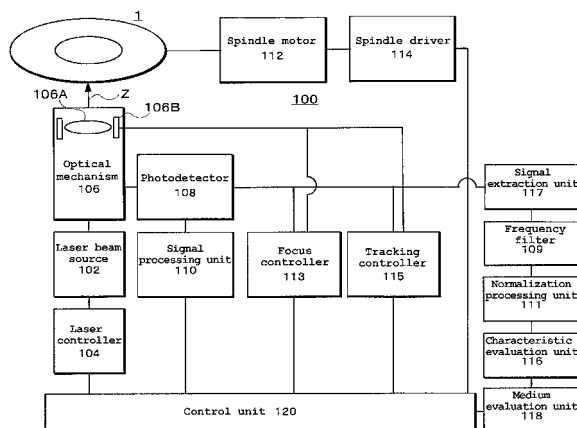 1
Spindle motor
112
Spindle driver
114
106A
106B
Z
100
Optical
mechanism
106
Photodetector
108
Signal extraction unit
117
Laser beam
source
102
Signal processing
unit
110
Focus
controller
113
Tracking
controller
115
Frequency
filter
109
Normalization
processing unit
111
Laser
controller
104
Characteristic
evaluation unit
116
Medium
evaluation unit
118
Control unit 120